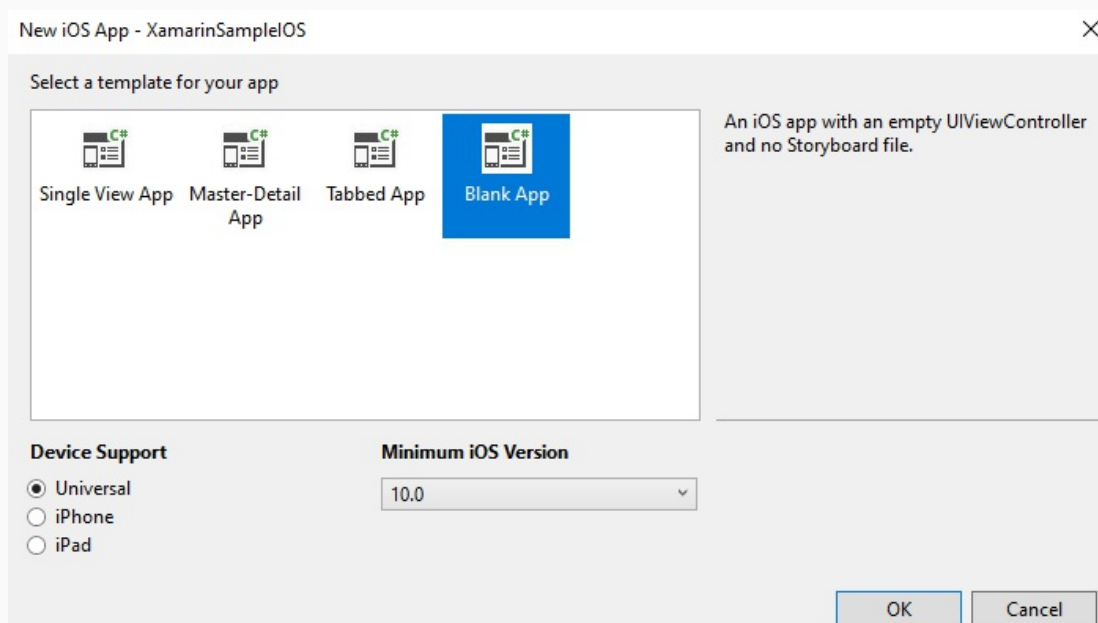 New iOS App - XamarinSampleIOS
Select a template for your app
C# C# C# C#
Single View App Master-Detail App Tabbed App Blank App
An iOS app with an empty UIViewController
and no Storyboard file.
Device Support
Minimum iOS Version
Universal
10.0
iPhone
iPad
OK Cancel